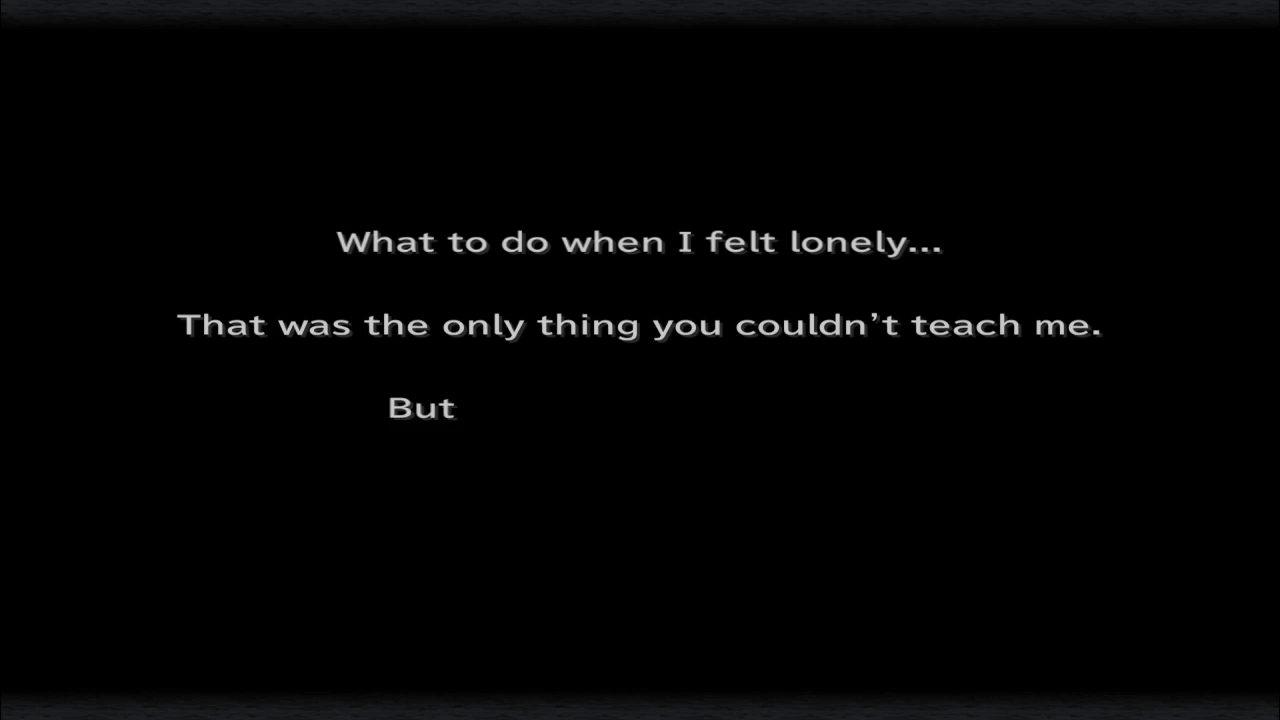 What to do when I felt lonely...
That was the only thing you couldn’t teach me.
But